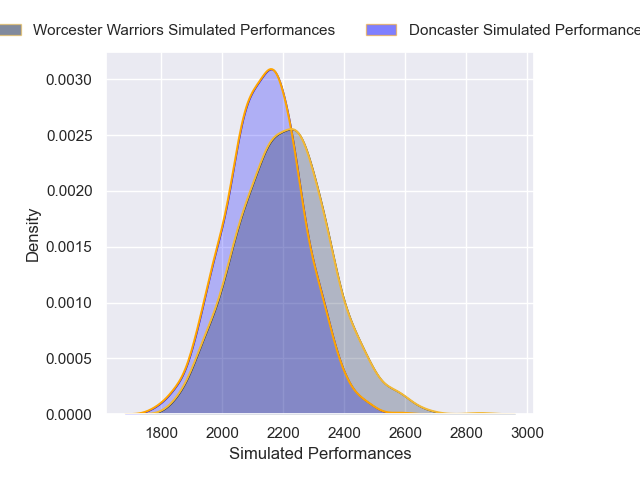 Worcester Warriors Simulated Performances
Doncaster Simulated Performance
0.0030
0.0025
0.0020
0.0015
0.0010
0.0005
0.0000
Density
1800 2000 2200 2400 2600 2800 3000
Simulated Performances